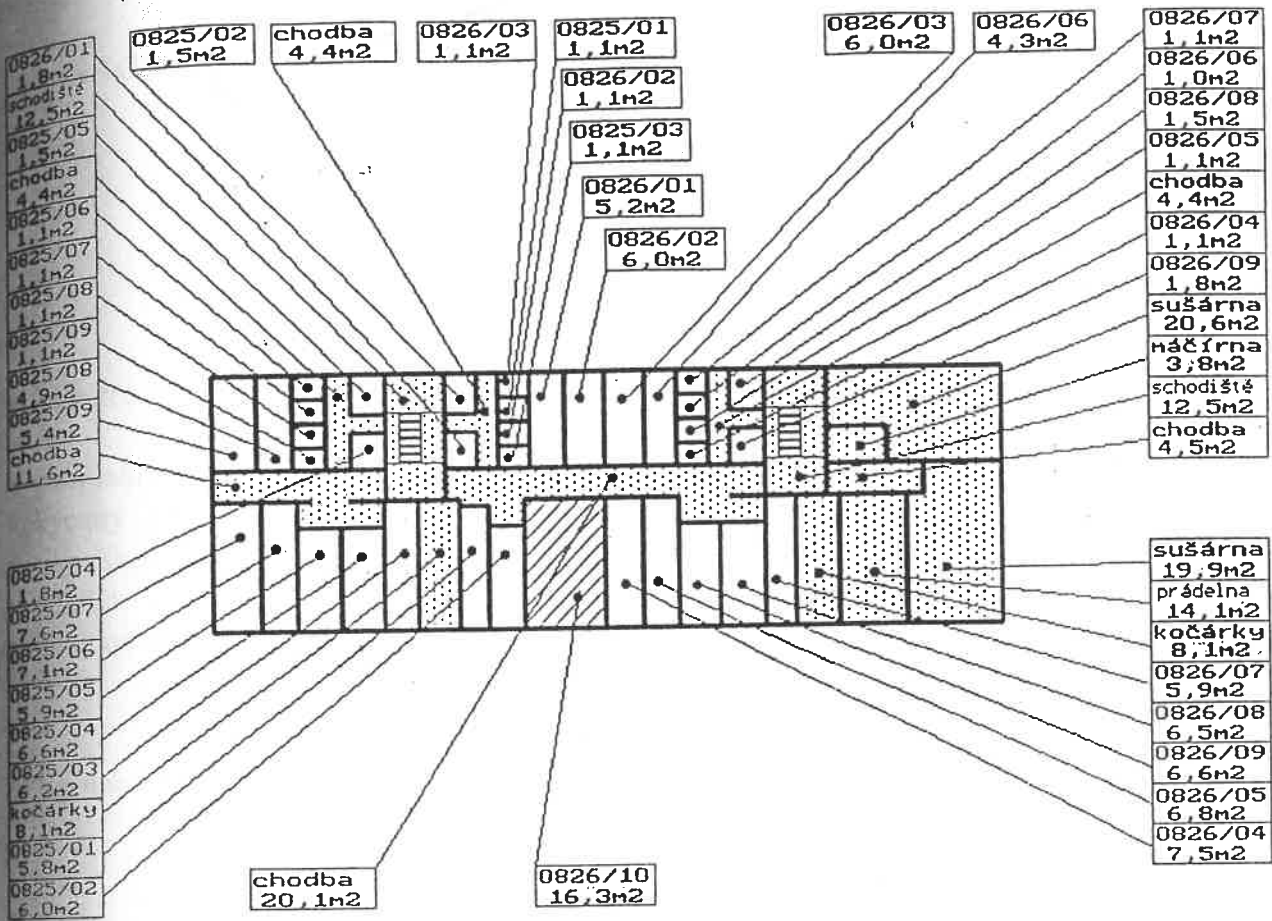 0826/01
1,8m2
schodiště
12,5m2
0825/05
1,5m2
chodba
4,4m2
0825/06
1,1m2
0825/07
1,1m2
0825/08
1,1m2
0825/09
1,1m2
0825/08
4,9m2
0825/09
5,4m2
chodba
11,6m2
0825/02
1,5m2
chodba
4,4m2
0826/03
1,1m2
0825/01
1,1m2
0826/02
1,1m2
0825/03
1,1m2
0826/01
5,2m2
0826/02
6,0m2
0826/03
6,0m2
0826/06
4,3m2
0826/07
1,1m2
0826/06
1,0m2
0826/08
1,5m2
0826/05
1,1m2
chodba
4,4m2
0826/04
1,1m2
0826/09
1,8m2
sušárna
20,6m2
máčírna
3,8m2
schodiště
12,5m2
chodba
4,5m2
0825/04
1,8m2
0825/07
7,6m2
0825/06
7,1m2
0825/05
5,9m2
0825/04
6,6m2
0825/03
6,2m2
kočárky
8,1m2
0825/01
5,8m2
0825/02
6,0m2
chodba
20,1m2
0826/10
16,3m2
sušárna
19,9m2
prádelna
14,1m2
kočárky
8,1m2
0826/07
5,9m2
0826/08
6,5m2
0826/09
6,6m2
0826/05
6,8m2
0826/04
7,5m2